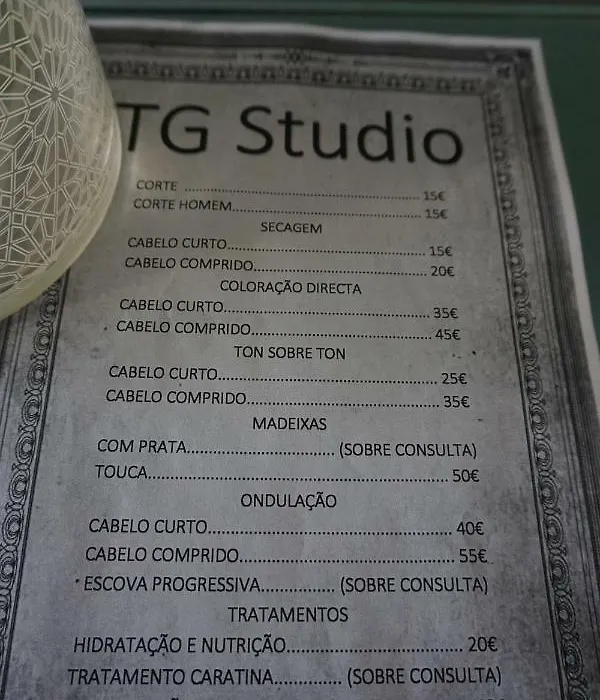 TG Studio
CORTE ........................................................ 15€
CORTE HOMEM............................................. 15€
SECAGEM
CABELO CURTO............................................... 15€
CABELO COMPRIDO........................................ 20€
COLORAÇÃO DIRECTA
CABELO CURTO................................................ 35€
CABELO COMPRIDO......................................... 45€
TON SOBRE TON
CABELO CURTO................................................ 25€
CABELO COMPRIDO......................................... 35€
MADEIXAS
COM PRATA................................. (SOBRE CONSULTA)
TOUCA............................................................... 50€
ONDULAÇÃO
CABELO CURTO................................................. 40€
CABELO COMPRIDO.......................................... 55€
ESCOVA PROGRESSIVA................ (SOBRE CONSULTA)
TRATAMENTOS
HIDRATAÇÃO E NUTRIÇÃO................................. 20€
TRATAMENTO CARATINA.............. (SOBRE CONSULTA)